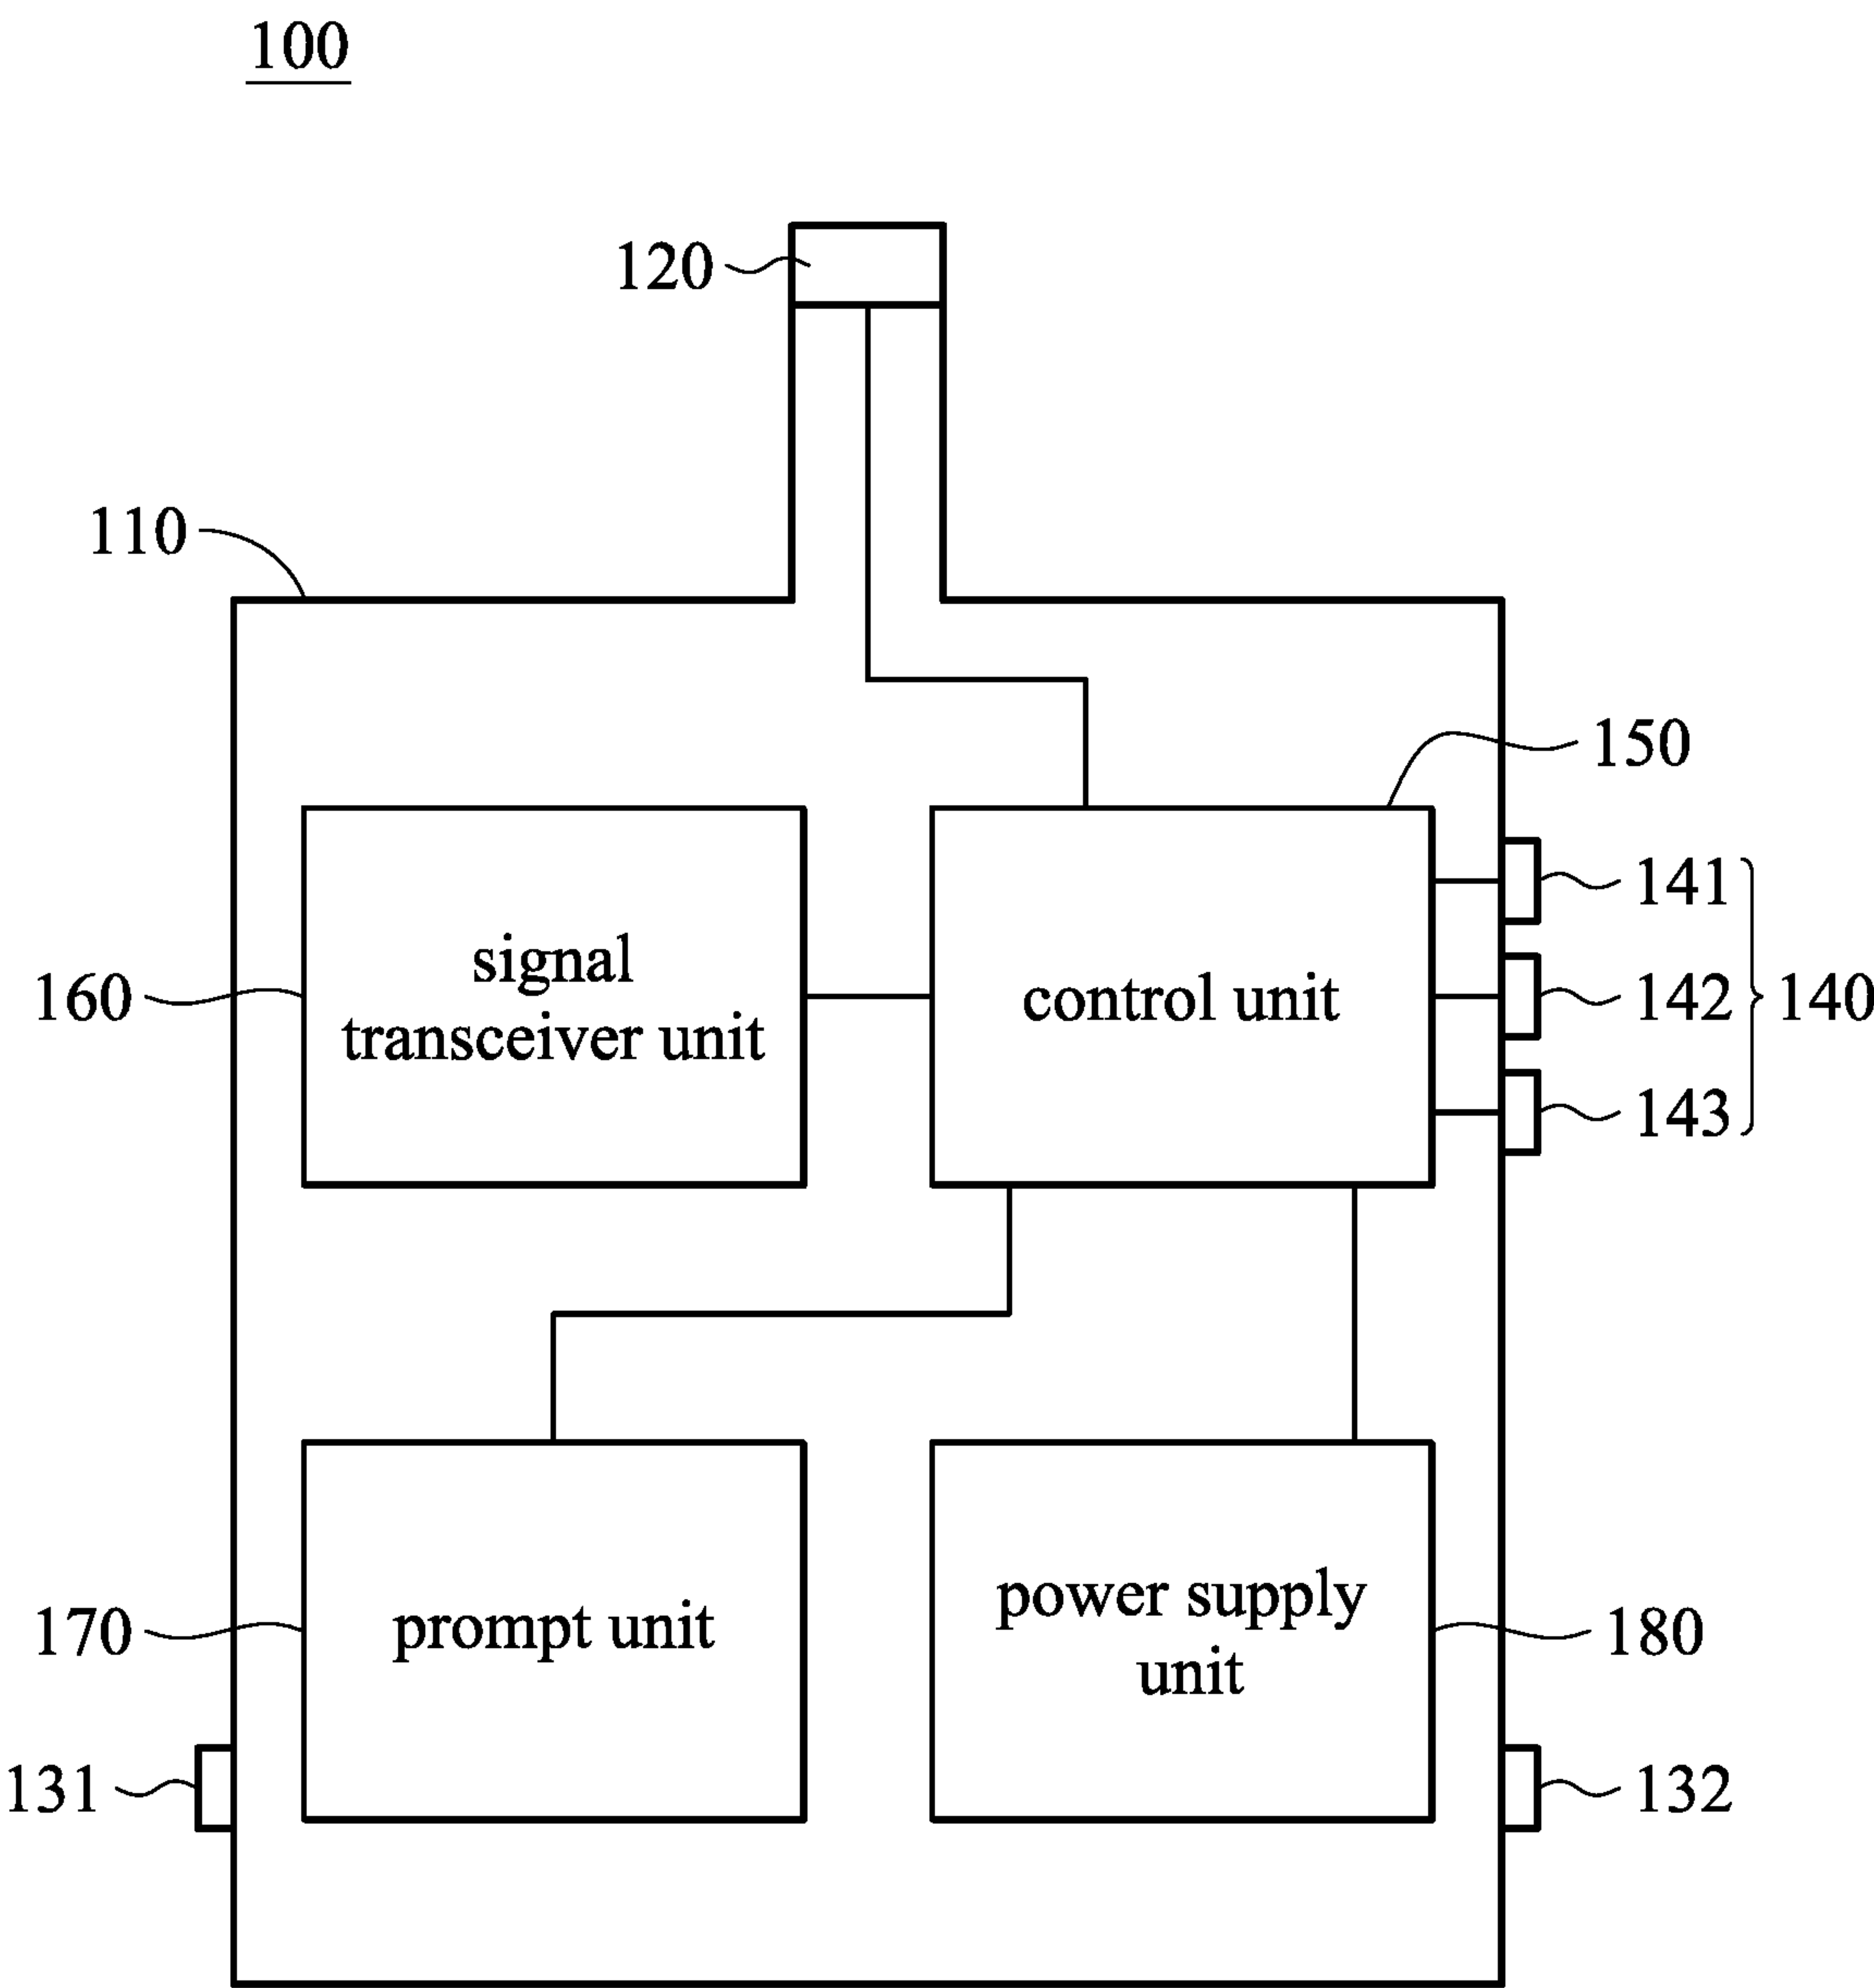 100
120
110
150
141
signal
160
transceiver unit
control unit
142
140
143
power supply
170
prompt unit
180
unit
131
132